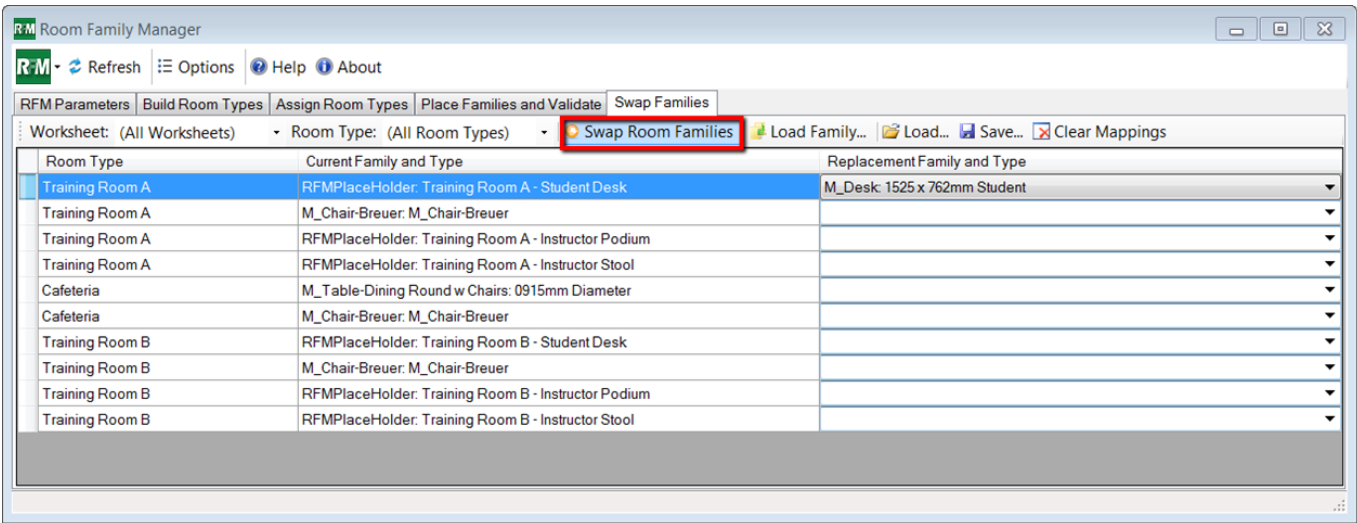 RFM Room Family Manager
RFM Refresh Options Help About
RFM Parameters Build Room Types Assign Room Types Place Families and Validate Swap Families
Worksheet: (All Worksheets) Room Type: (All Room Types) Swap Room Families Load Family... Load... Save... Clear Mappings
Room Type Current Family and Type Replacement Family and Type
Training Room A RFMPlaceHolder: Training Room A - Student Desk M_Desk: 1525 x 762mm Student
Training Room A M_Chair-Breuer: M_Chair-Breuer
Training Room A RFMPlaceHolder: Training Room A - Instructor Podium
Training Room A RFMPlaceHolder: Training Room A - Instructor Stool
Cafeteria M_Table-Dining Round w Chairs: 0915mm Diameter
Cafeteria M_Chair-Breuer: M_Chair-Breuer
Training Room B RFMPlaceHolder: Training Room B - Student Desk
Training Room B M_Chair-Breuer: M_Chair-Breuer
Training Room B RFMPlaceHolder: Training Room B - Instructor Podium
Training Room B RFMPlaceHolder: Training Room B - Instructor Stool